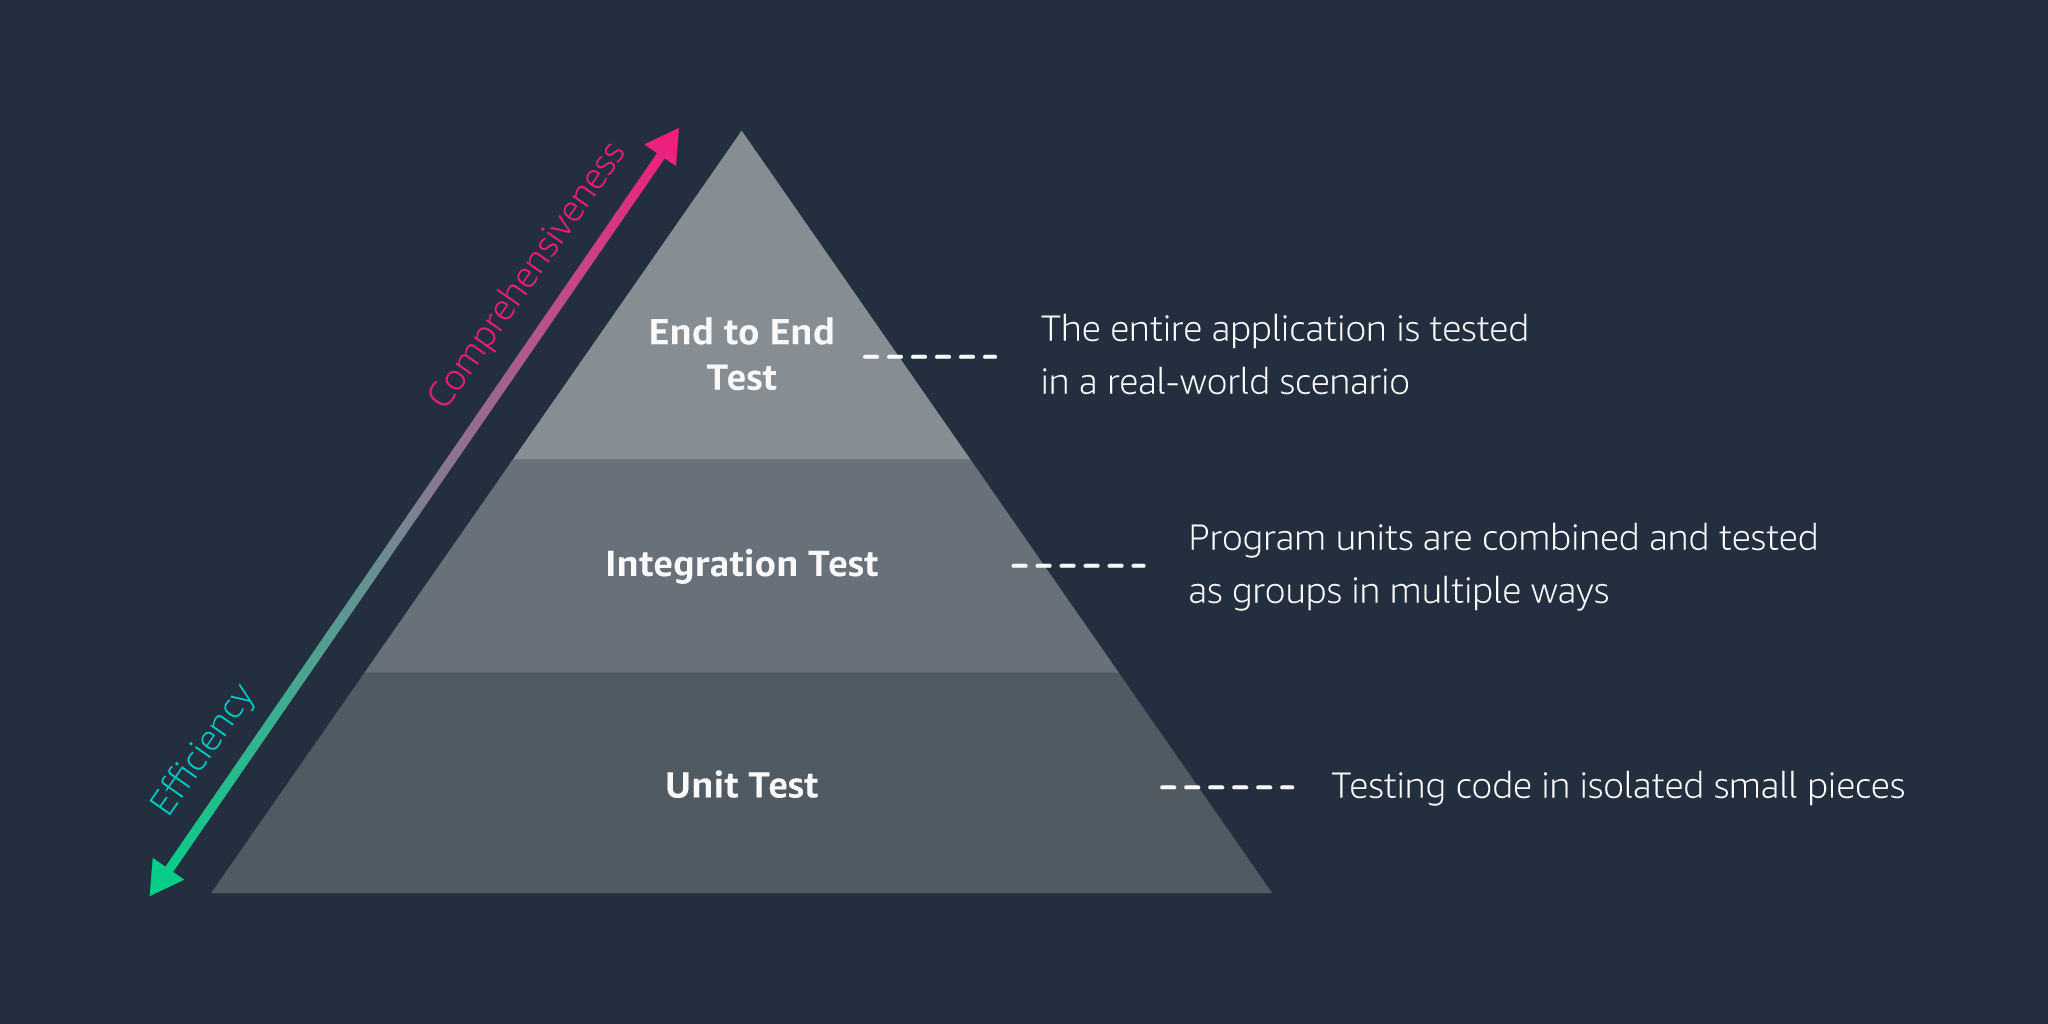 Comprehensiveness
End to End
Test
The entire application is tested
in a real-world scenario
Integration Test
Program units are combined and tested
as groups in multiple ways
Efficiency
Unit Test
Testing code in isolated small pieces